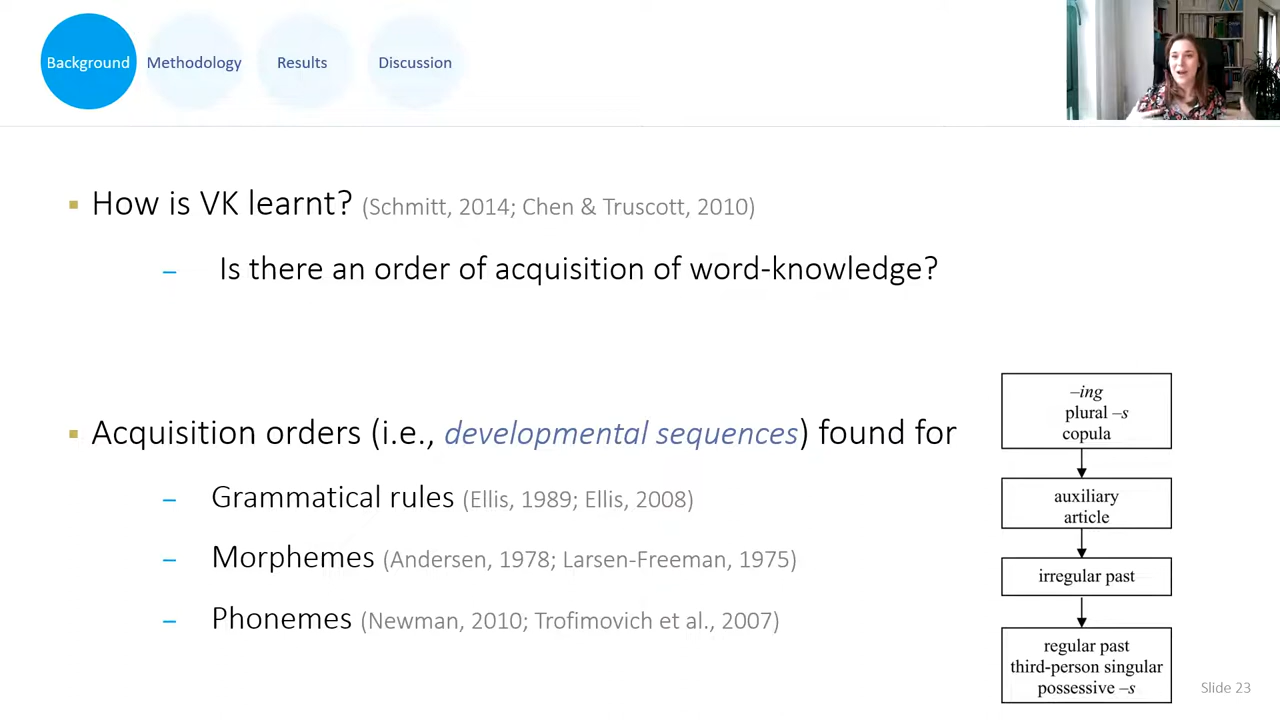 Background Methodology Results Discussion
How is VK learnt? (Schmitt, 2014; Chen & Truscott, 2010)
– Is there an order of acquisition of word-knowledge?
Acquisition orders (i.e., developmental sequences) found for
– Grammatical rules (Ellis, 1989; Ellis, 2008)
– Morphemes (Andersen, 1978; Larsen-Freeman, 1975)
– Phonemes (Newman, 2010; Trofimovich et al., 2007)
–ing
plural –s
copula
auxiliary
article
irregular past
regular past
third-person singular
possessive –s
Slide 23